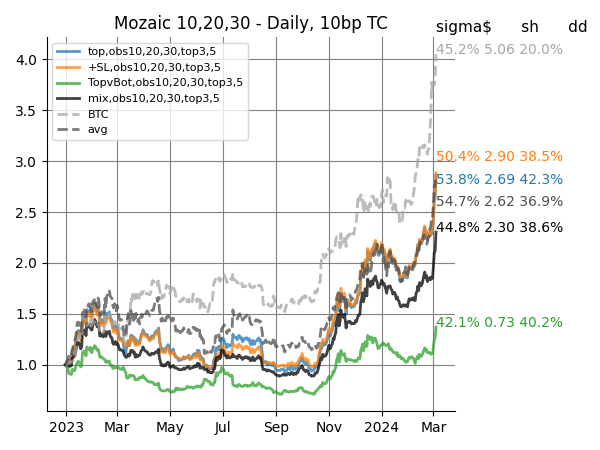 Mozaic 10,20,30 - Daily, 10bp TC
sigma$ sh dd
top,obs10,20,30,top3,5
+SL,obs10,20,30,top3,5
TopvBot,obs10,20,30,top3,5
mix,obs10,20,30,top3,5
BTC
avg
45.2% 5.06 20.0%
50.4% 2.90 38.5%
53.8% 2.69 42.3%
54.7% 2.62 36.9%
44.8% 2.30 38.6%
42.1% 0.73 40.2%
4.0
3.5
3.0
2.5
2.0
1.5
1.0
2023 Mar May Jul Sep Nov 2024 Mar